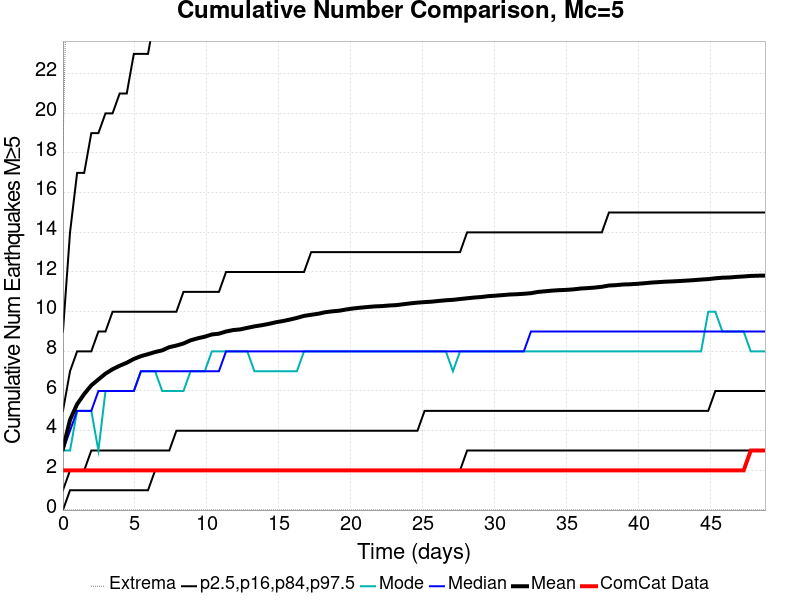 Cumulative Number Comparison, Mc=5
Cumulative Num Earthquakes M≥5
22
20
18
16
14
12
10
8
6
4
2
0
0 5 10 15 20 25 30 35 40 45
Time (days)
Extrema p2.5,p16,p84,p97.5 Mode Median Mean ComCat Data